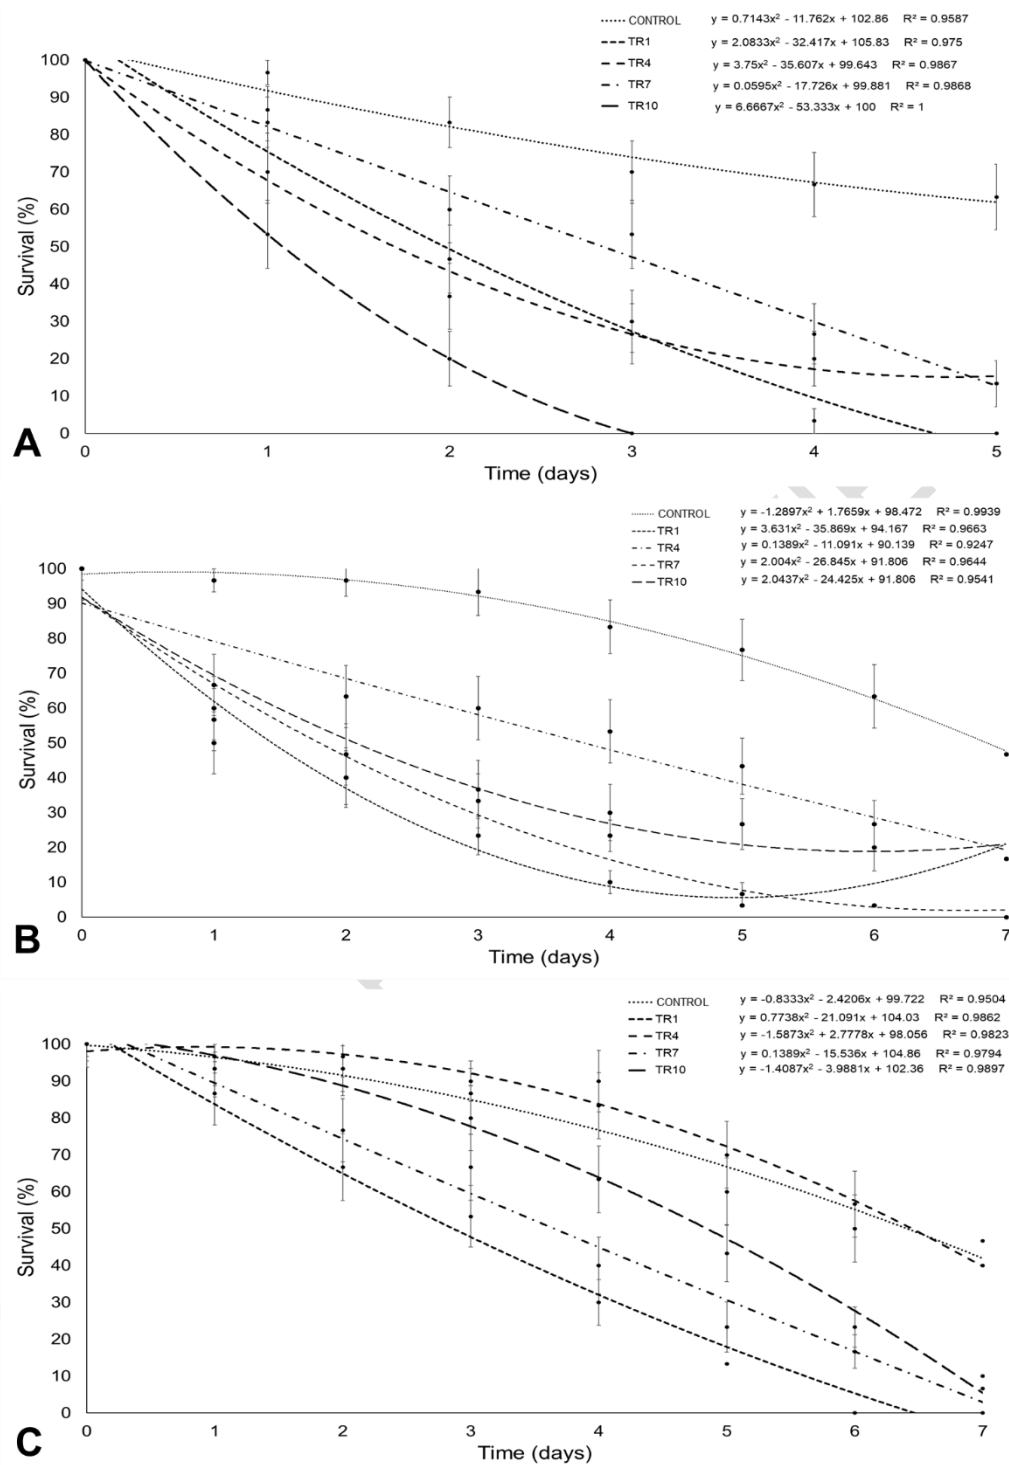 CONTROL y = 0.7143x² - 11.762x + 102.86 R² = 0.9587
TR1 y = 2.0833x² - 32.417x + 105.83 R² = 0.975
TR4 y = 3.75x² - 35.607x + 99.643 R² = 0.9867
TR7 y = 0.0595x² - 17.726x + 99.881 R² = 0.9868
TR10 y = 6.6667x² - 53.333x + 100 R² = 1
100
90
80
70
60
50
40
30
20
10
0
Survival (%)
0 1 2 3 4 5
Time (days)
A
CONTROL y = -1.2897x² + 1.7659x + 98.472 R² = 0.9939
TR1 y = 3.631x² - 35.869x + 94.167 R² = 0.9663
TR4 y = 0.1389x² - 11.091x + 90.139 R² = 0.9247
TR7 y = 2.004x² - 26.845x + 91.806 R² = 0.9644
TR10 y = 2.0437x² - 24.425x + 91.806 R² = 0.9541
100
90
80
70
60
50
40
30
20
10
0
Survival (%)
0 1 2 3 4 5 6 7
Time (days)
B
CONTROL y = -0.8333x² - 2.4206x + 99.722 R² = 0.9504
TR1 y = 0.7738x² - 21.091x + 104.03 R² = 0.9862
TR4 y = -1.5873x² + 2.7778x + 98.056 R² = 0.9823
TR7 y = 0.1389x² - 15.536x + 104.86 R² = 0.9794
TR10 y = -1.4087x² - 3.9881x + 102.36 R² = 0.9897
100
90
80
70
60
50
40
30
20
10
0
Survival (%)
0 1 2 3 4 5 6 7
Time (days)
C